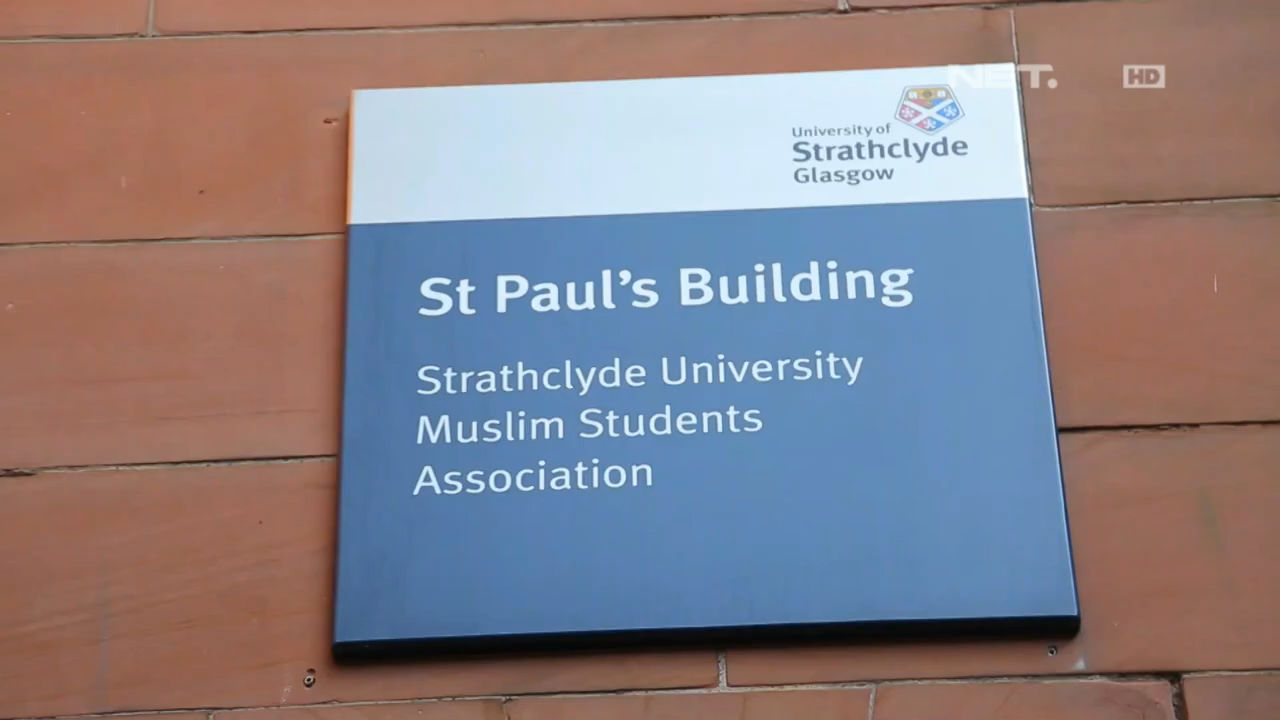 NET. HD
University of
Strathclyde
Glasgow
St Paul's Building
Strathclyde University
Muslim Students
Association